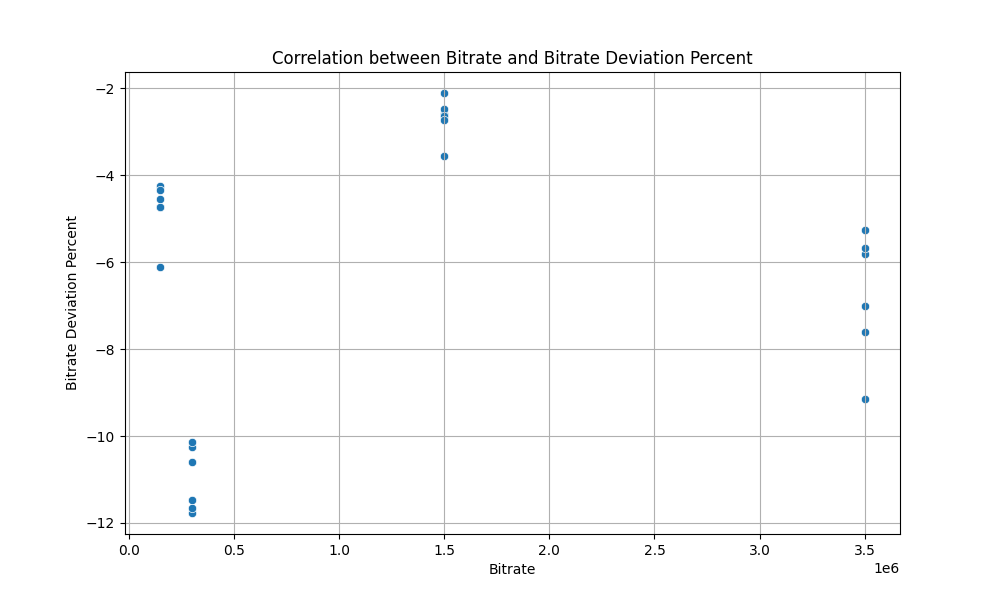 Correlation between Bitrate and Bitrate Deviation Percent
Bitrate Deviation Percent
−2
−4
−6
−8
−10
−12
0.0 0.5 1.0 1.5 2.0 2.5 3.0 3.5
1e6
Bitrate